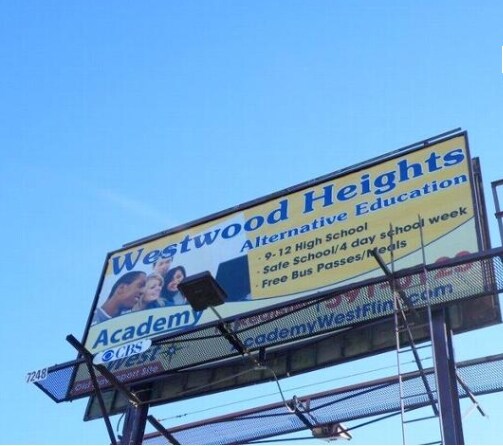 Westwood Heights
Alternative Education
· 9-12 High School
· Safe School/4 day school week
· Free Bus Passes/Meals
Academy
West
CBS
cademyWestFlint.com
7248